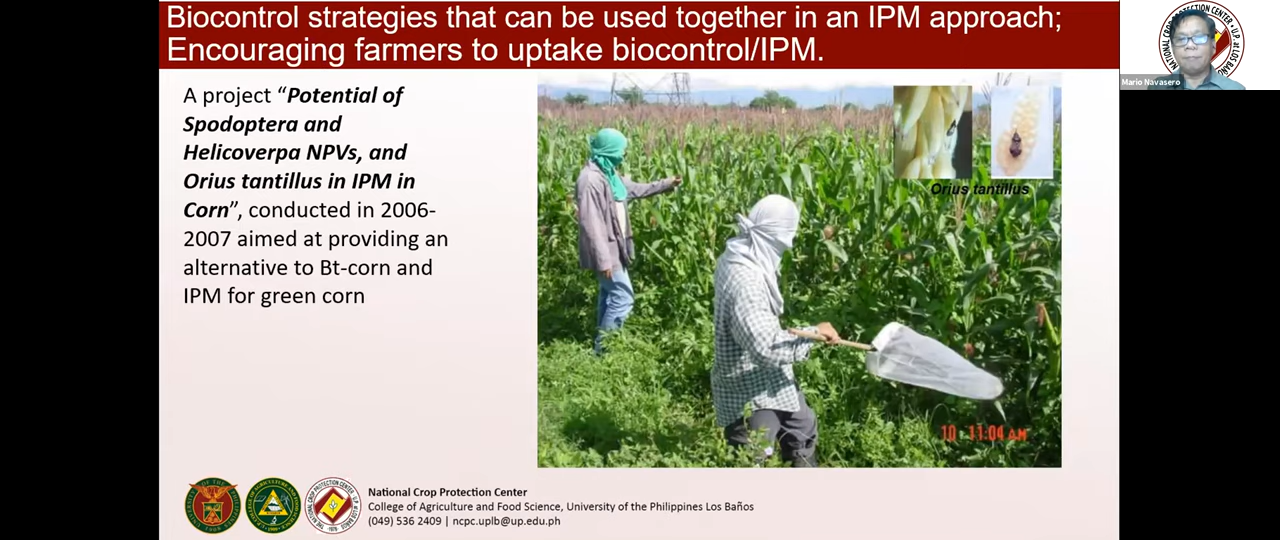 Biocontrol strategies that can be used together in an IPM approach;
Encouraging farmers to uptake biocontrol/IPM.
A project “Potential of
Spodoptera and
Helicoverpa NPVs, and
Orius tantillus in IPM in
Corn”, conducted in 2006-
2007 aimed at providing an
alternative to Bt-corn and
IPM for green corn
Orius tantillus
11:04 AM
National Crop Protection Center
College of Agriculture and Food Science, University of the Philippines Los Baños
(049) 536 2409 | ncpc.uplb@up.edu.ph
Mario Navasero